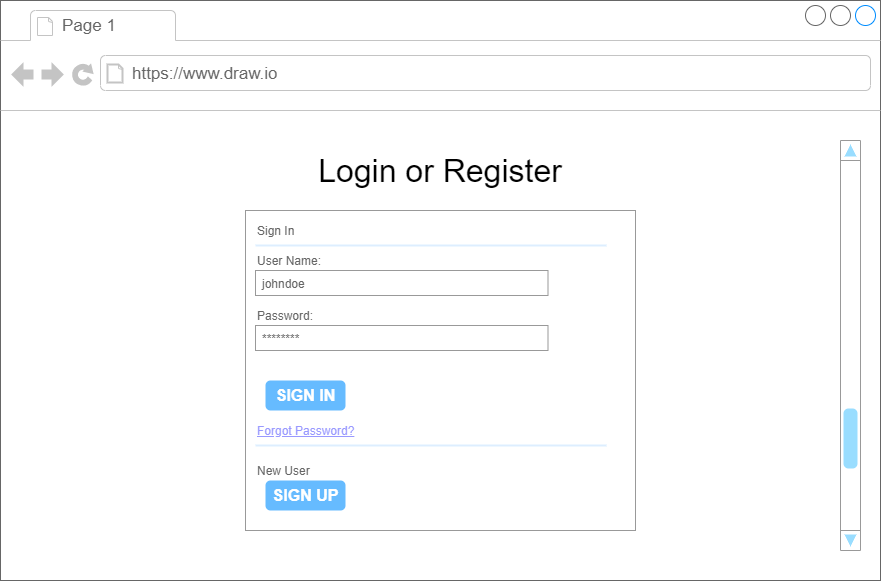 Page 1
https://www.draw.io
Login or Register
Sign In
User Name:
johndoe
Password:
********
SIGN IN
Forgot Password?
New User
SIGN UP